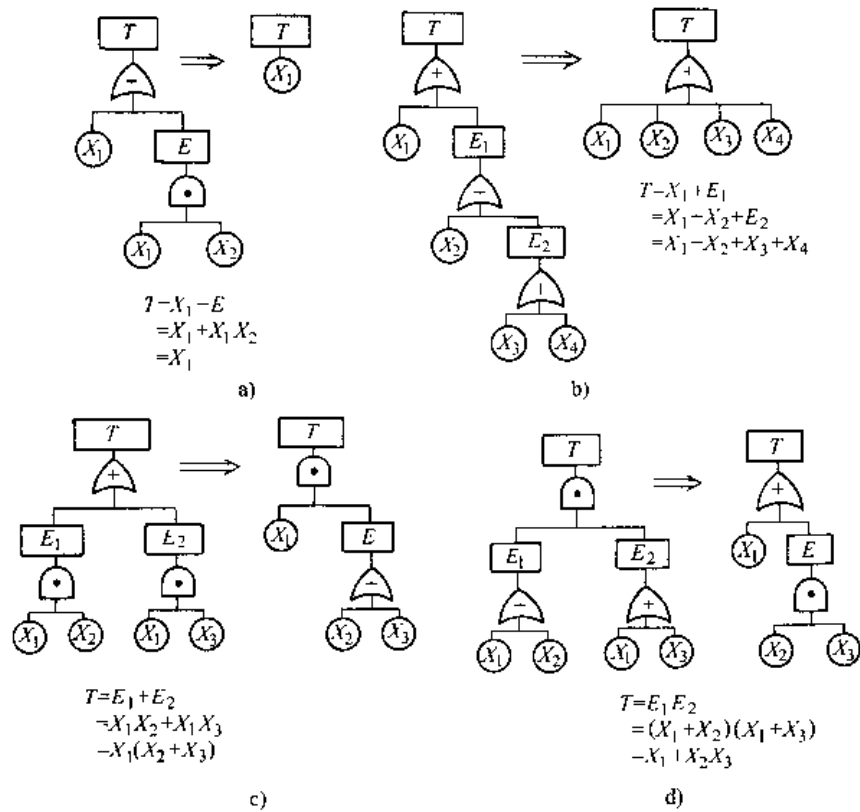 T
T
X1
X1
E
X1
X2
T=X1+E
=X1+X1X2
=X1
a)
T
+
X1
E1
X2
E2
X3
X4
T
+
X1
X2
X3
X4
T=X1+E1
=X1+X2+E2
=X1+X2+X3+X4
b)
T
+
E1
E2
X1
X2
X1
X3
T
X1
E
X2
X3
T=E1+E2
=X1X2+X1X3
=X1(X2+X3)
c)
T
E1
E2
+
X1
X2
X1
X3
T
+
X1
E
X2
X3
T=E1E2
=(X1+X2)(X1+X3)
=X1+X2X3
d)